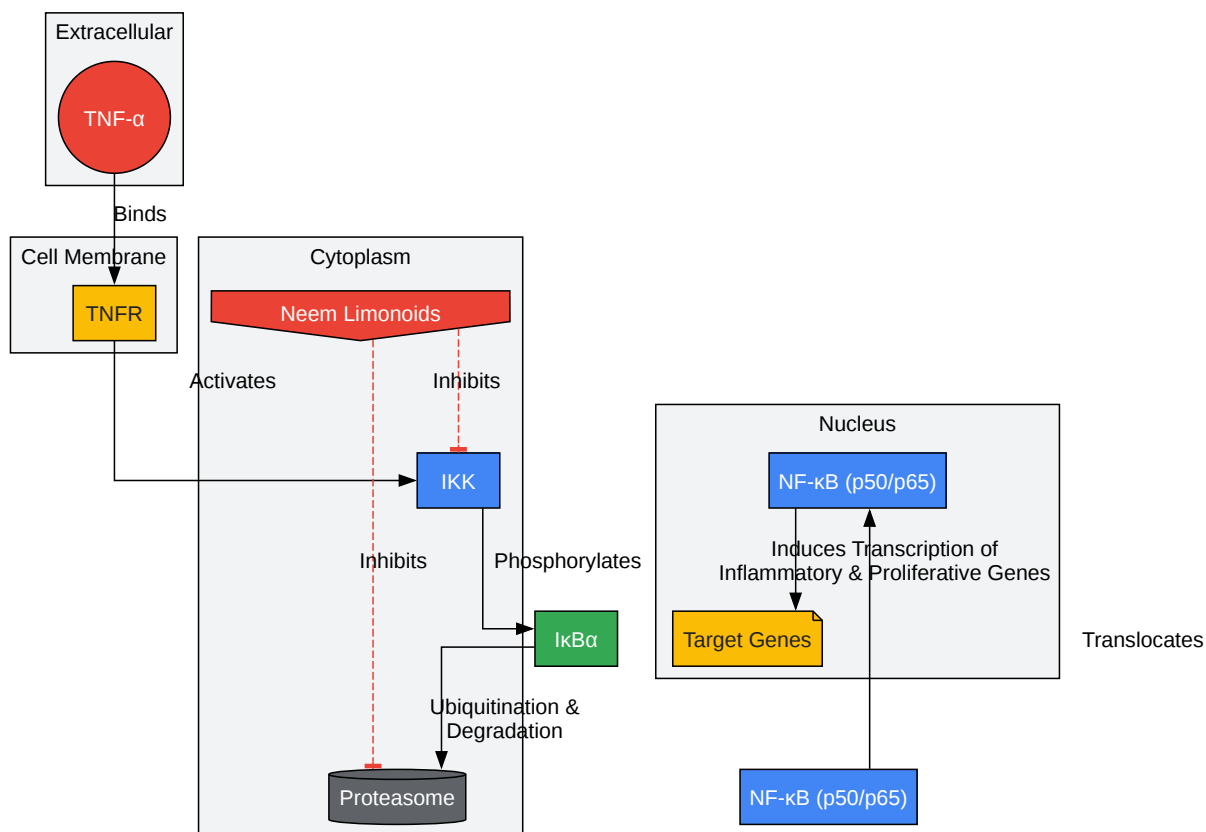 Extracellular
TNF-α
Binds
Cell Membrane
TNFR
Cytoplasm
Neem Limonoids
Activates
Inhibits
IKK
Inhibits
Phosphorylates
IκBα
Ubiquitination &
Degradation
Proteasome
Nucleus
NF-κB (p50/p65)
Induces Transcription of
Inflammatory & Proliferative Genes
Target Genes
Translocates
NF-κB (p50/p65)